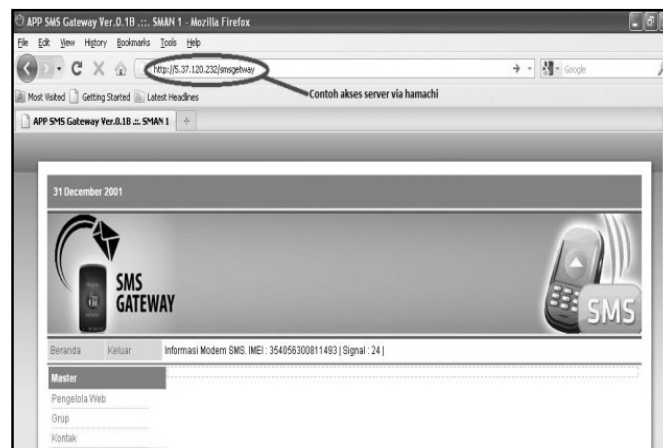 APP SMS Gateway Ver.0.1B .::. SMAN 1 - Mozilla Firefox
File Edit View History Bookmarks Tools Help
http://5.37.120.232/smsgetway
Google
Most Visited Getting Started Latest Headlines
Contoh akses server via hamachi
APP SMS Gateway Ver.0.1B .::. SMAN 1
31 December 2001
SMS
GATEWAY
SMS
Beranda Keluar Informasi Modem SMS. IMEI : 354056300811493 | Signal : 24 |
Master
Pengelola Web
Grup
Kontak